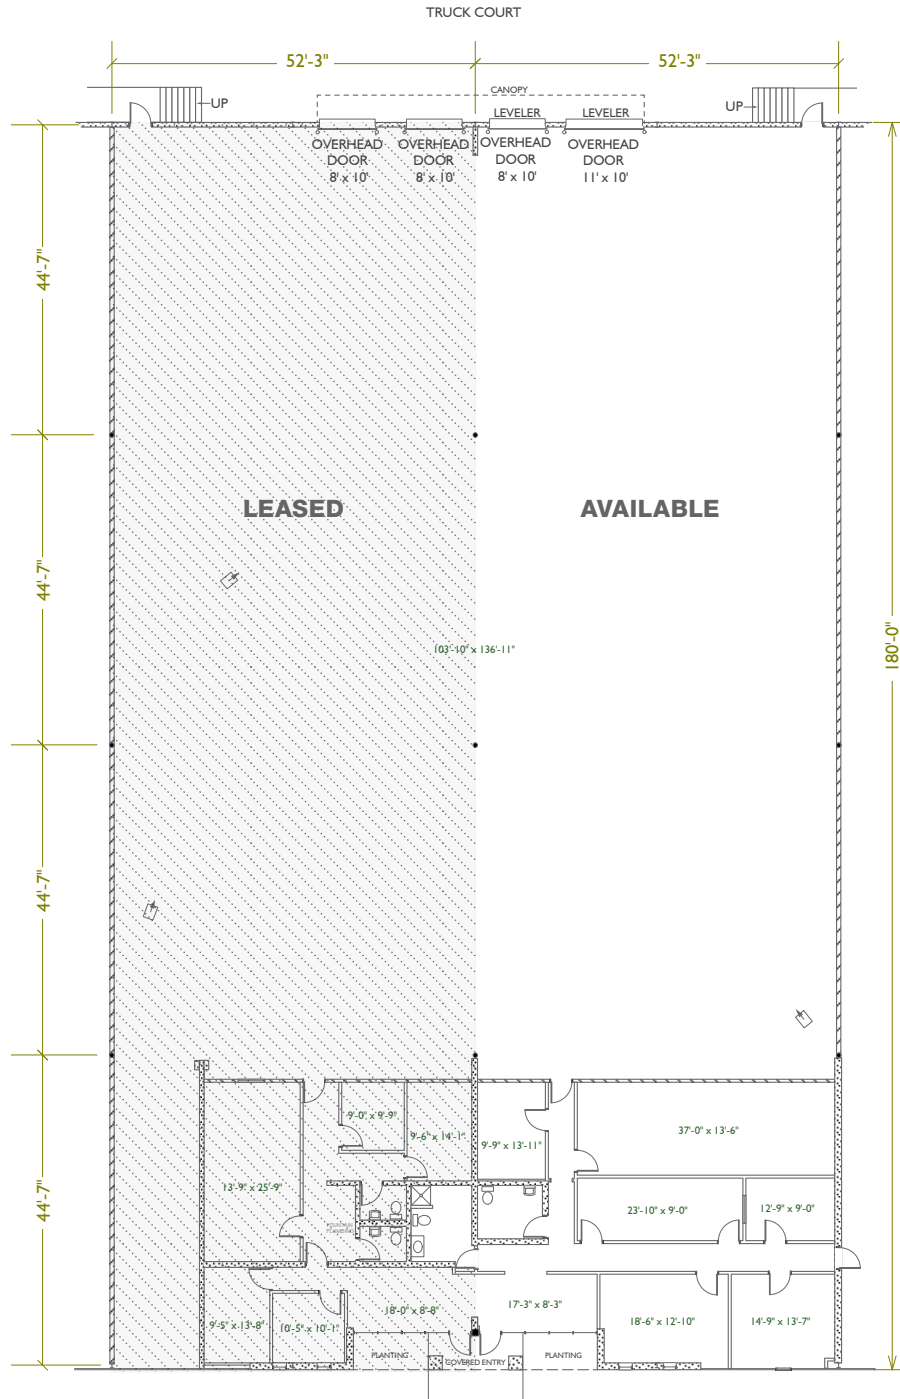 TRUCK COURT
52'-3"
52'-3"
CANOPY
UP
LEVELER
LEVELER
UP
OVERHEAD
DOOR
8' x 10'
OVERHEAD
DOOR
8' x 10'
OVERHEAD
DOOR
8' x 10'
OVERHEAD
DOOR
11' x 10'
44'-7"
44'-7"
44'-7"
44'-7"
180'-0"
LEASED
AVAILABLE
103'-10" x 136'-11"
9'-0" x 9'-9"
9'-6" x 14'-1"
9'-9" x 13'-11"
37'-0" x 13'-6"
13'-9" x 25'-9"
23'-10" x 9'-0"
12'-9" x 9'-0"
FOUNTAIN
PLUMBING
9'-5" x 13'-8"
10'-5" x 10'-1"
18'-0" x 8'-8"
17'-3" x 8'-3"
18'-6" x 12'-10"
14'-9" x 13'-7"
PLANTING
COVERED ENTRY
PLANTING